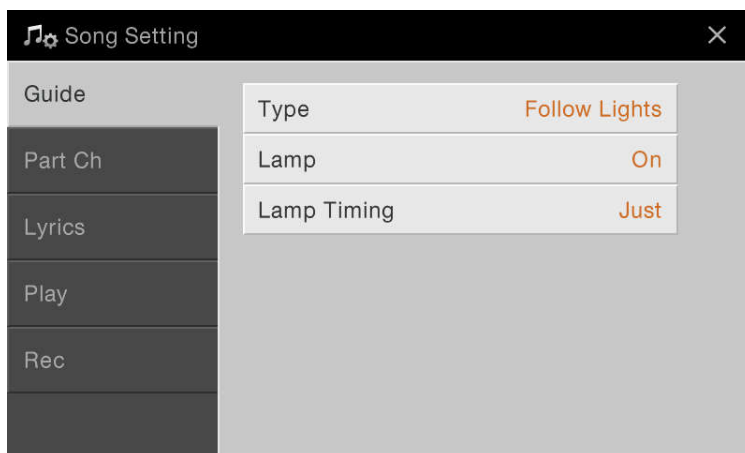 Song Setting
Guide
Type Follow Lights
Part Ch
Lamp On
Lyrics
Lamp Timing Just
Play
Rec